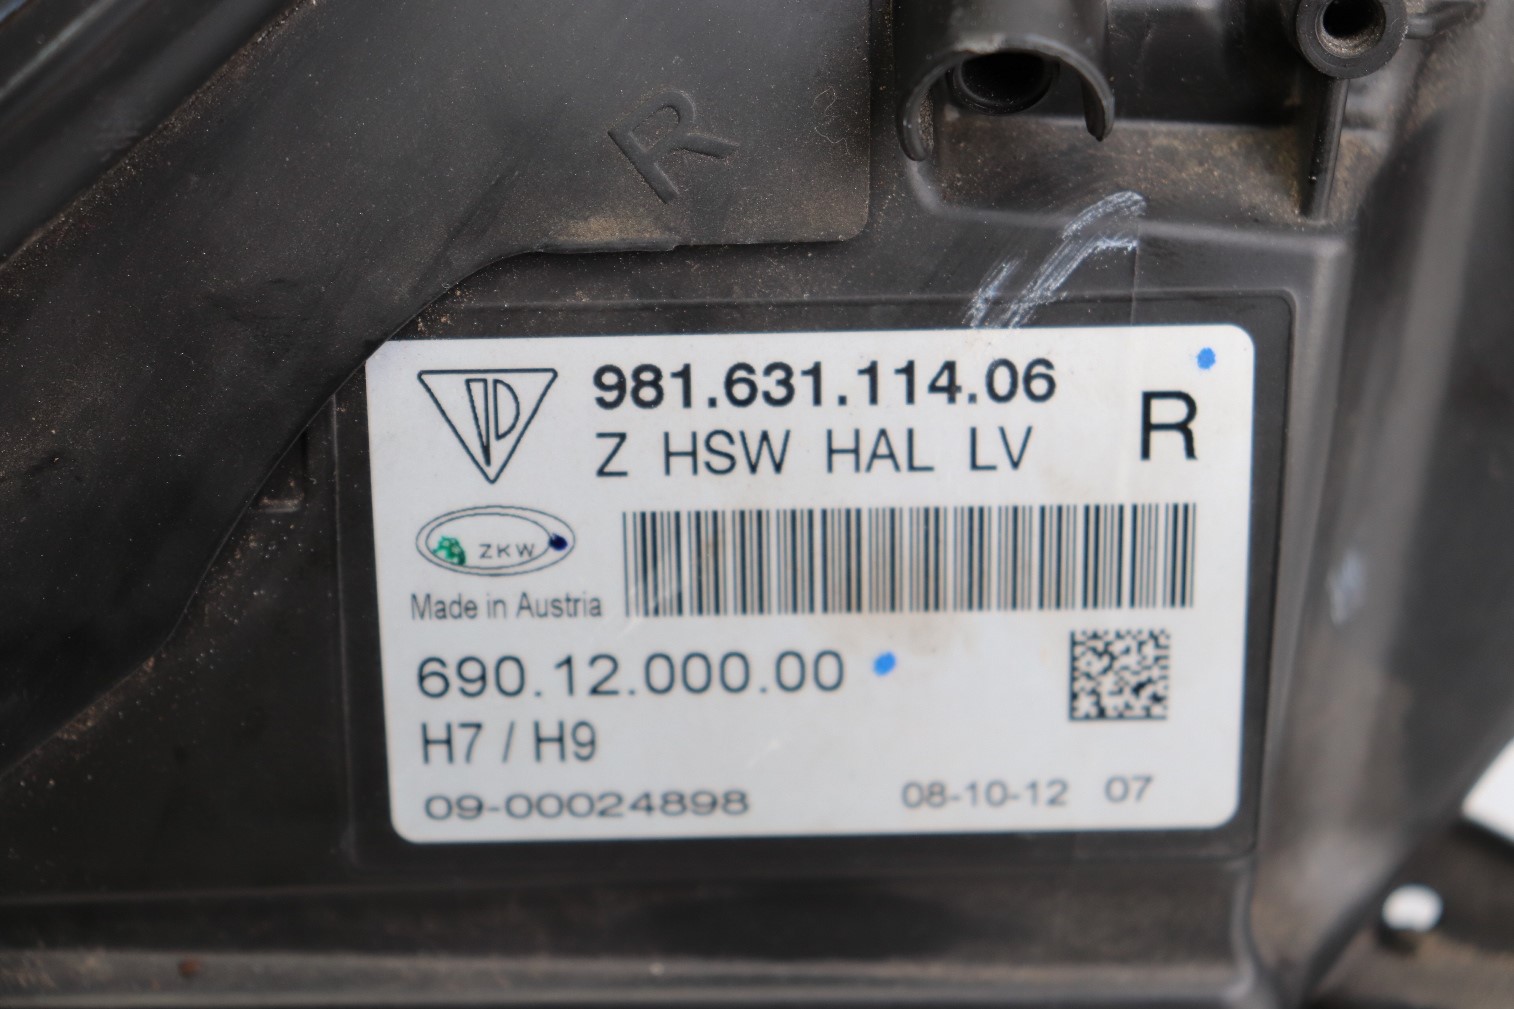 R
981.631.114.06
R
Z HSW HAL LV
ZKW
Made in Austria
690.12.000.00
H7 / H9
09-00024898 08-10-12 07